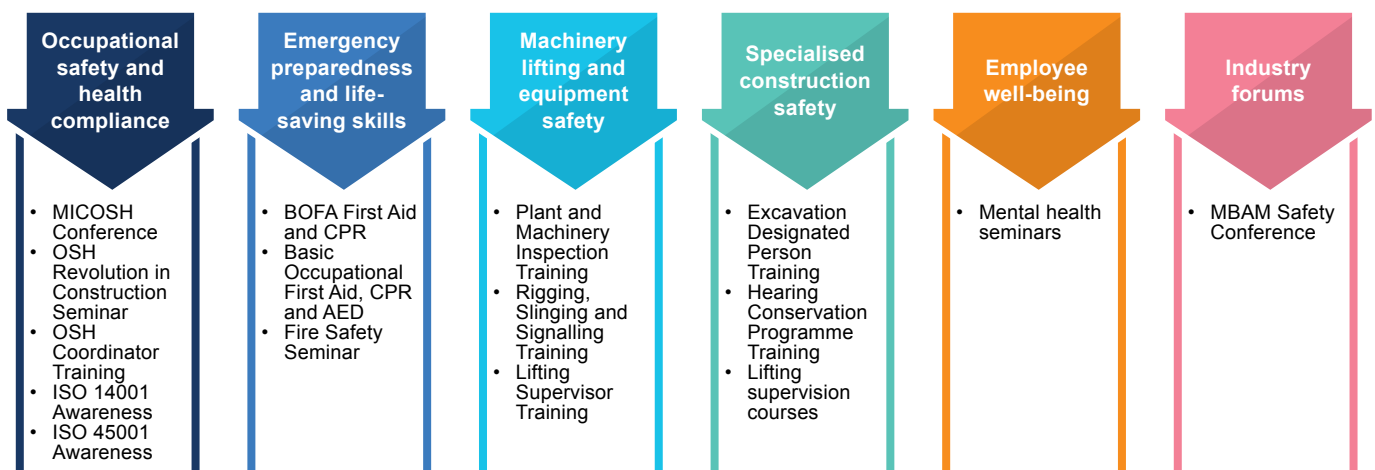 Occupational
safety and
health
compliance
• MICOSH
Conference
• OSH
Revolution in
Construction
Seminar
• OSH
Coordinator
Training
• ISO 14001
Awareness
• ISO 45001
Awareness
Emergency
preparedness
and life-
saving skills
• BOFA First Aid
and CPR
• Basic
Occupational
First Aid, CPR
and AED
• Fire Safety
Seminar
Machinery
lifting and
equipment
safety
• Plant and
Machinery
Inspection
Training
• Rigging,
Slinging and
Signalling
Training
• Lifting
Supervisor
Training
Specialised
construction
safety
• Excavation
Designated
Person
Training
• Hearing
Conservation
Programme
Training
• Lifting
supervision
courses
Employee
well-being
• Mental health
seminars
Industry
forums
• MBAM Safety
Conference